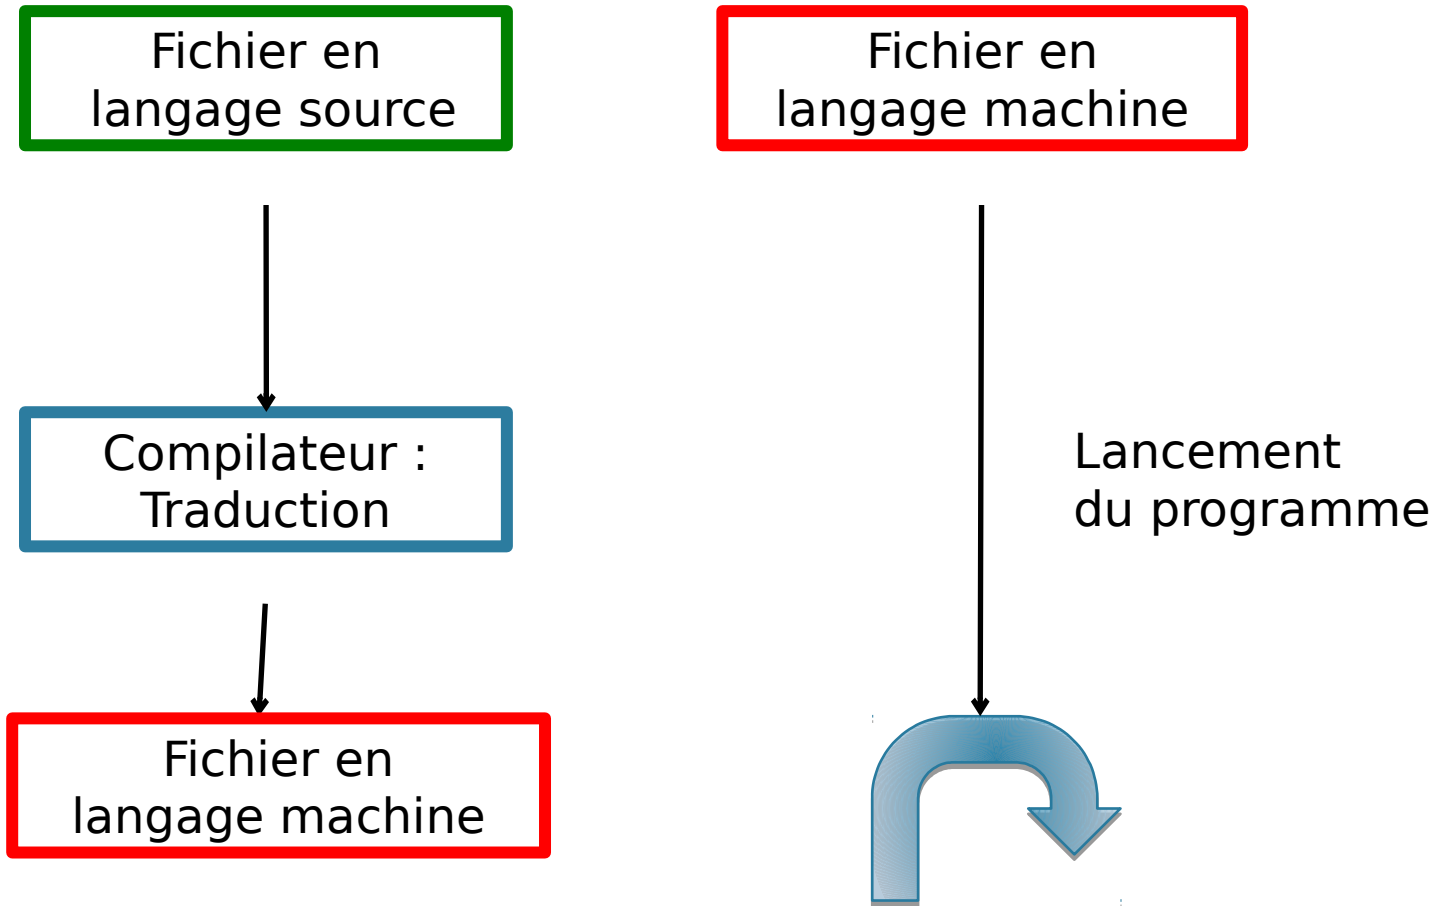 Fichier en
langage source
Compilateur :
Traduction
Fichier en
langage machine
Fichier en
langage machine
Lancement
du programme